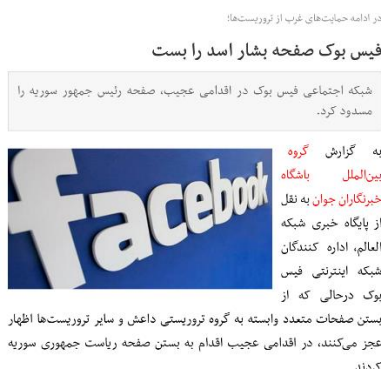 در ادامه حمایت‌های غرب از تروریست‌ها؛
فیس بوک صفحه بشار اسد را بست
شبکه اجتماعی فیس بوک در اقدامی عجیب، صفحه رئیس جمهور سوریه را
مسدود کرد.
به گزارش گروه
بین‌الملل باشگاه
خبرنگاران جوان به نقل
از پایگاه خبری شبکه
العالم، اداره کنندگان
شبکه اینترنتی فیس
بوک درحالی که از
facebook
بستن صفحات متعدد وابسته به گروه تروریستی داعش و سایر تروریست‌ها اظهار
عجز می‌کنند، در اقدامی عجیب اقدام به بستن صفحه ریاست جمهوری سوریه
کردند